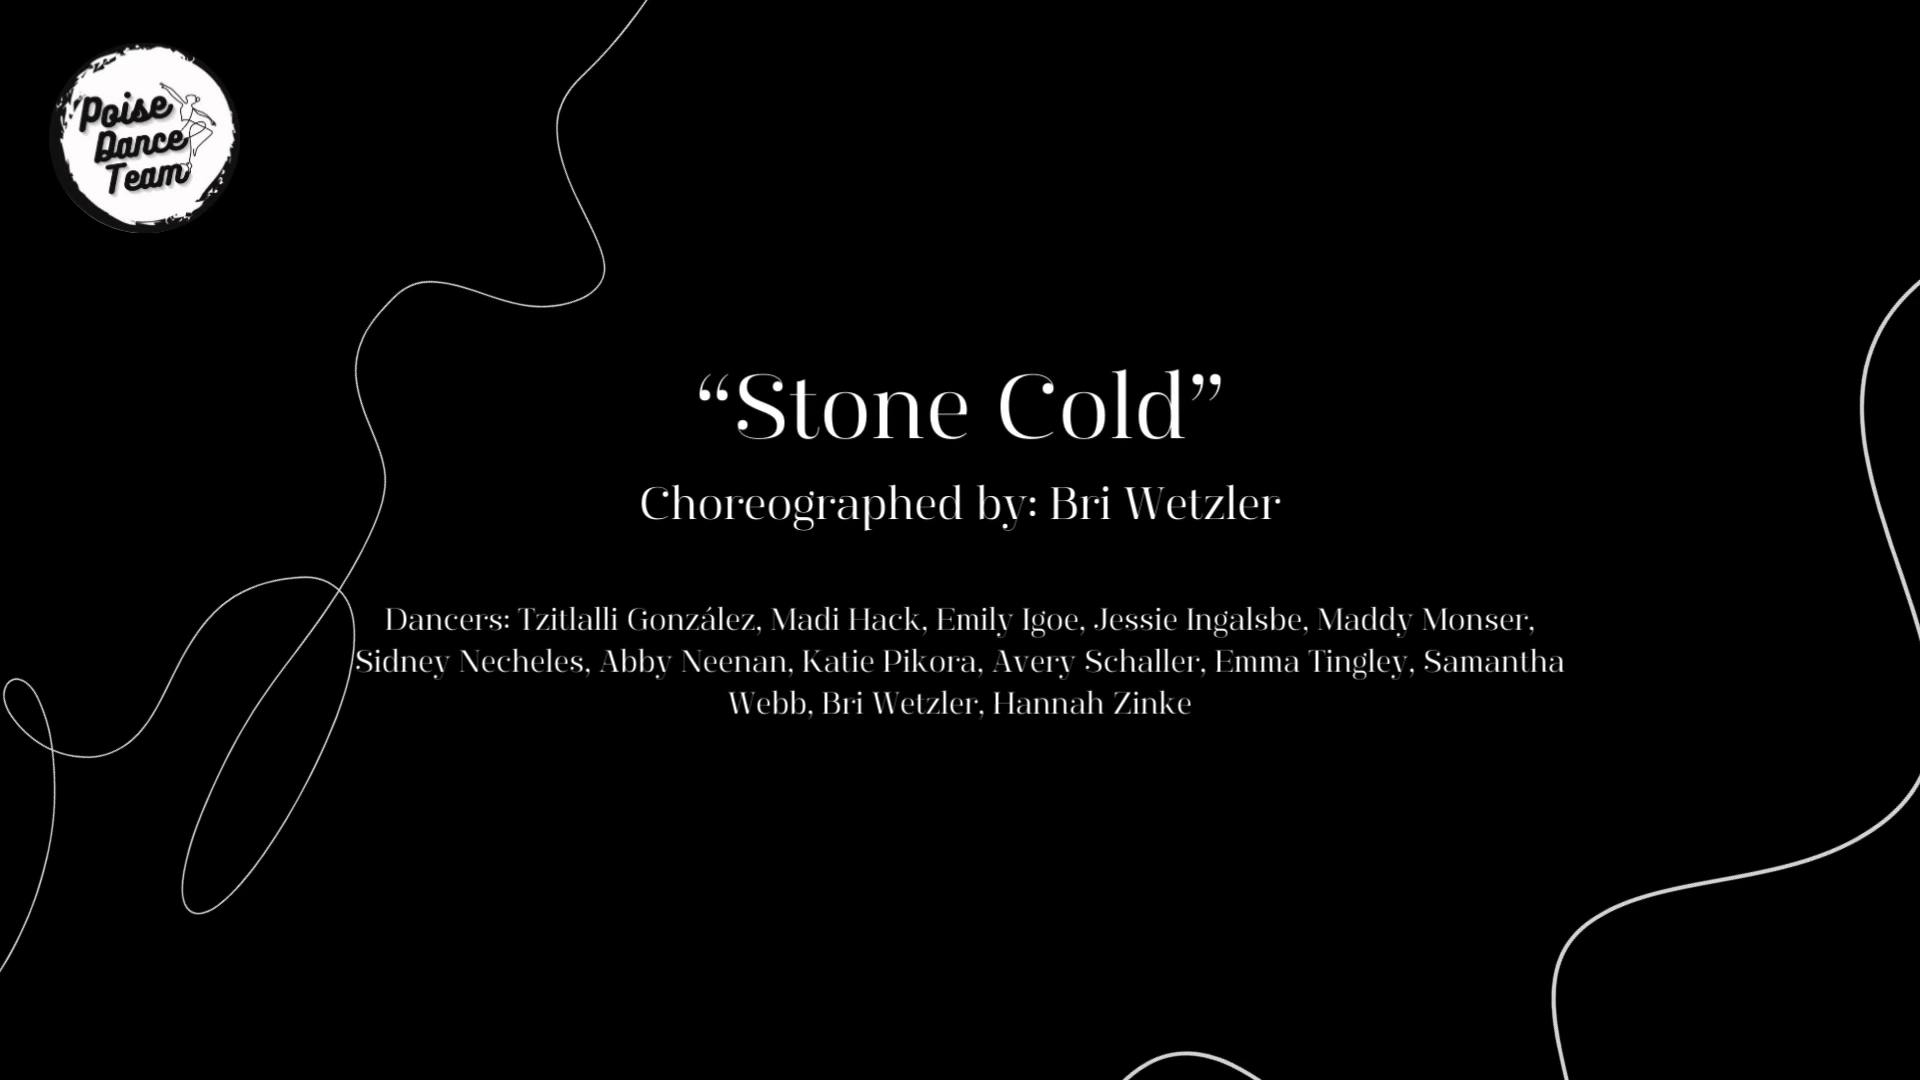 Poise
Dance
Team
“Stone Cold”
Choreographed by: Bri Wetzler
Dancers: Tzitlalli González, Madi Hack, Emily Igoe, Jessie Ingalsbe, Maddy Monser,
Sidney Necheles, Abby Neenan, Katie Pikora, Avery Schaller, Emma Tingley, Samantha
Webb, Bri Wetzler, Hannah Zinke